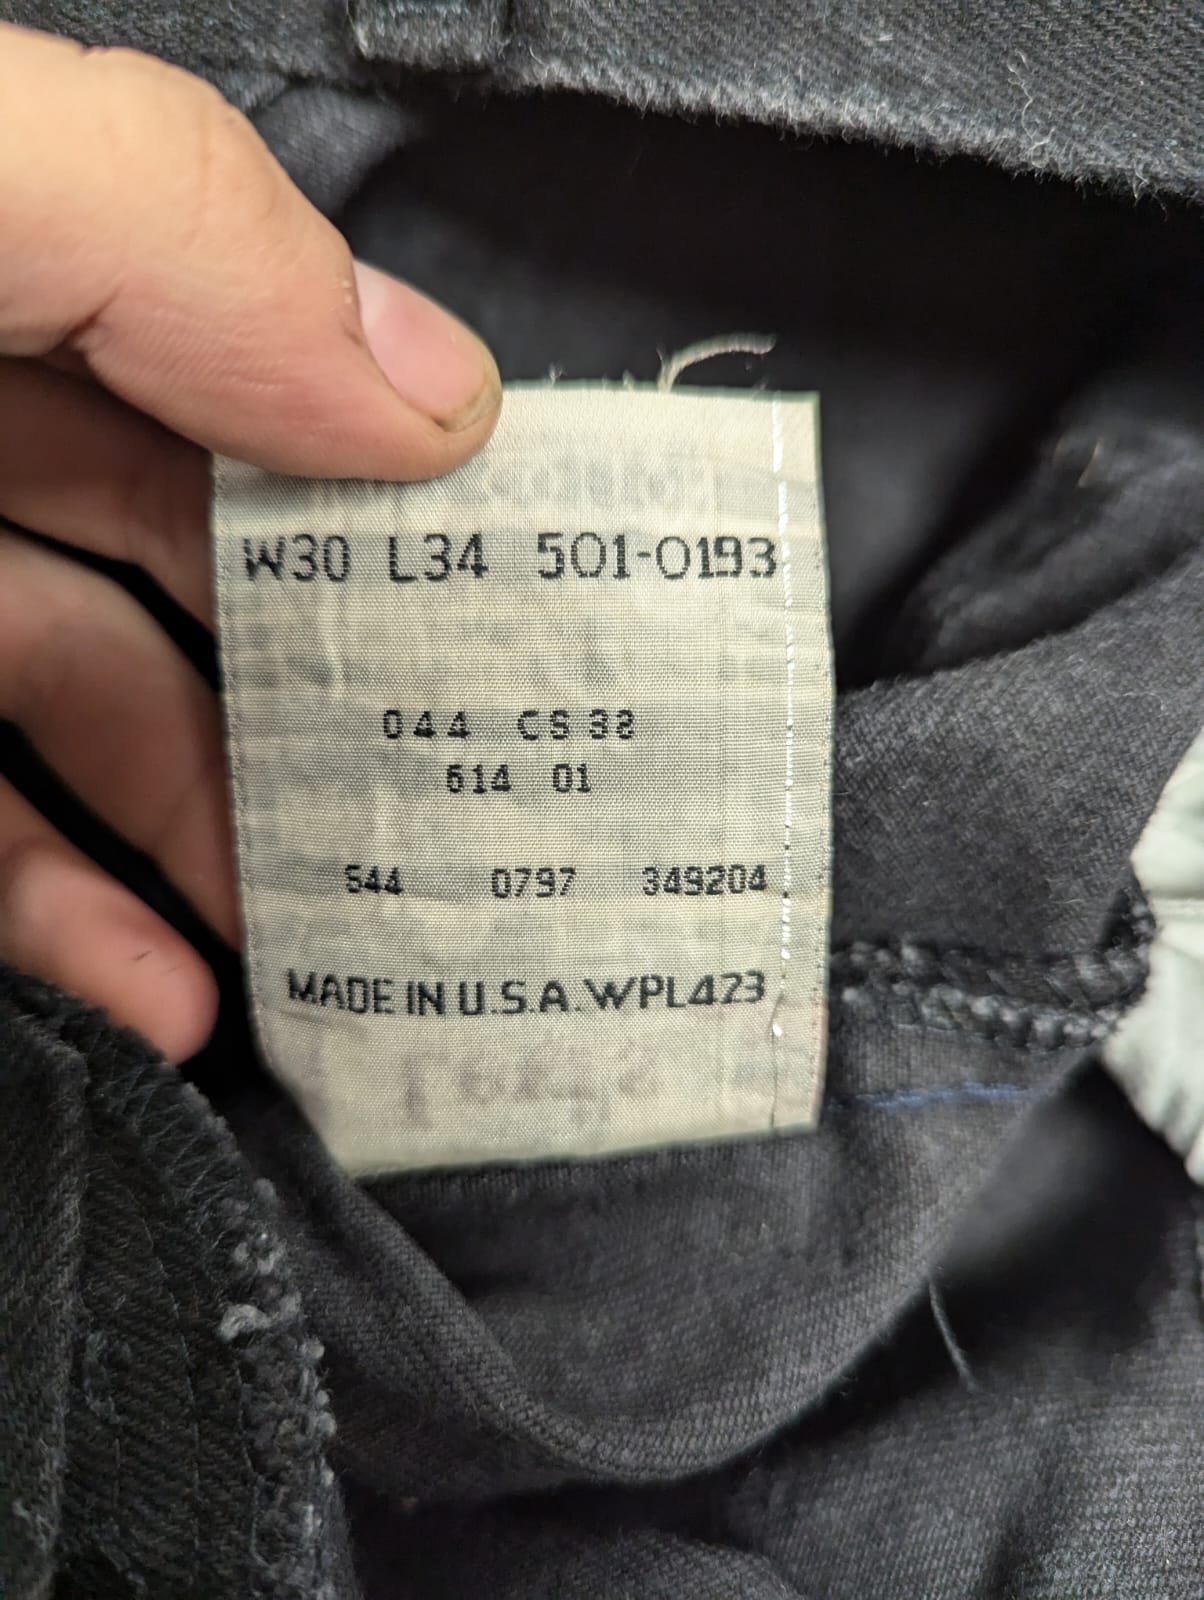 W30 L34 501-0193
044 CS 38
614 01
544 0797 349204
MADE IN U.S.A. WPL423